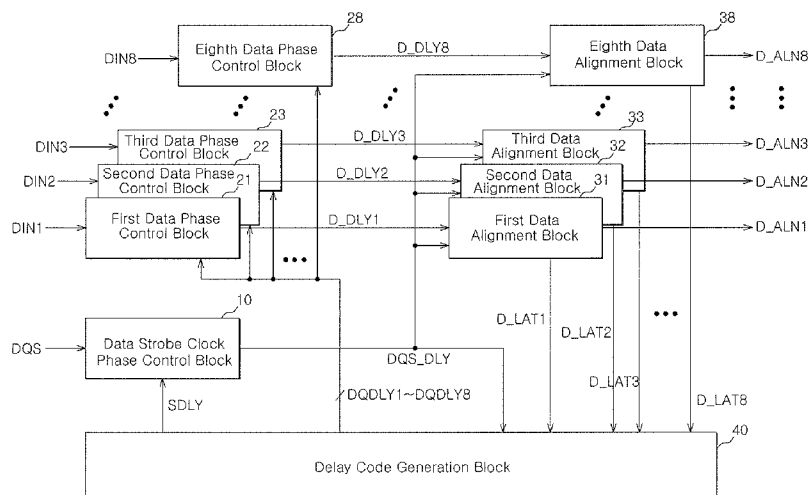 28
38
DIN8
Eighth Data Phase
Control Block
D_DLY8
Eighth Data
Alignment Block
D_ALN8
23
33
DIN3
Third Data Phase
Control Block
D_DLY3
Third Data
Alignment Block
D_ALN3
22
32
DIN2
Second Data Phase
Control Block
D_DLY2
Second Data
Alignment Block
D_ALN2
21
31
DIN1
First Data Phase
Control Block
D_DLY1
First Data
Alignment Block
D_ALN1
10
DQS
Data Strobe Clock
Phase Control Block
DQS_DLY
D_LAT1
D_LAT2
D_LAT3
D_LAT8
SDLY
DQDLY1~DQDLY8
40
Delay Code Generation Block